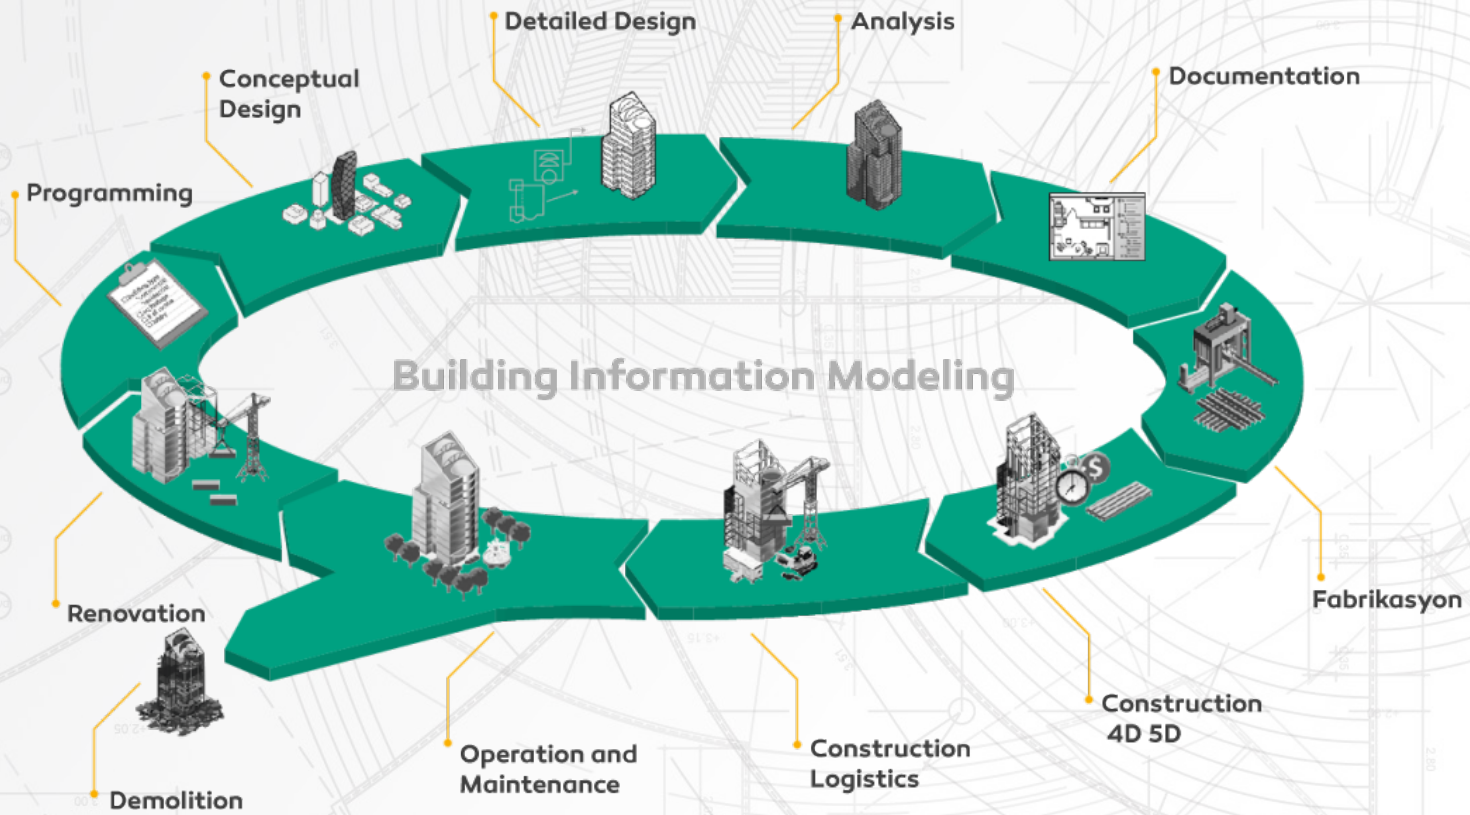 Detailed Design
Analysis
Conceptual
Design
Documentation
Programming
Building Information Modeling
Fabrikasyon
Renovation
Construction
4D 5D
Operation and
Maintenance
Construction
Logistics
Demolition
$